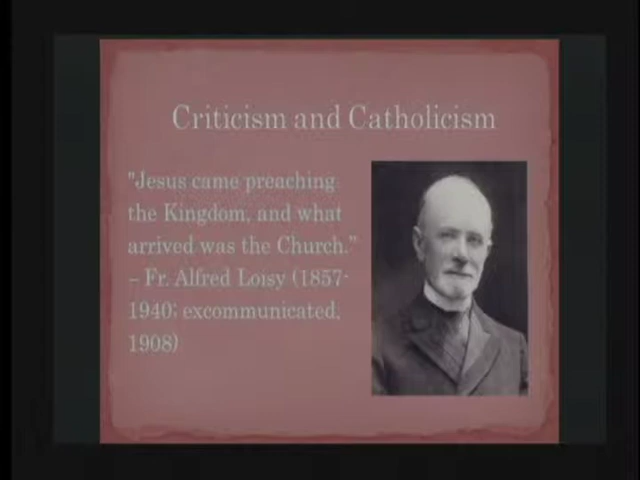 Criticism and Catholicism
"Jesus came preaching
the Kingdom, and what
arrived was the Church."
– Fr. Alfred Loisy (1857-
1940; excommunicated,
1908)